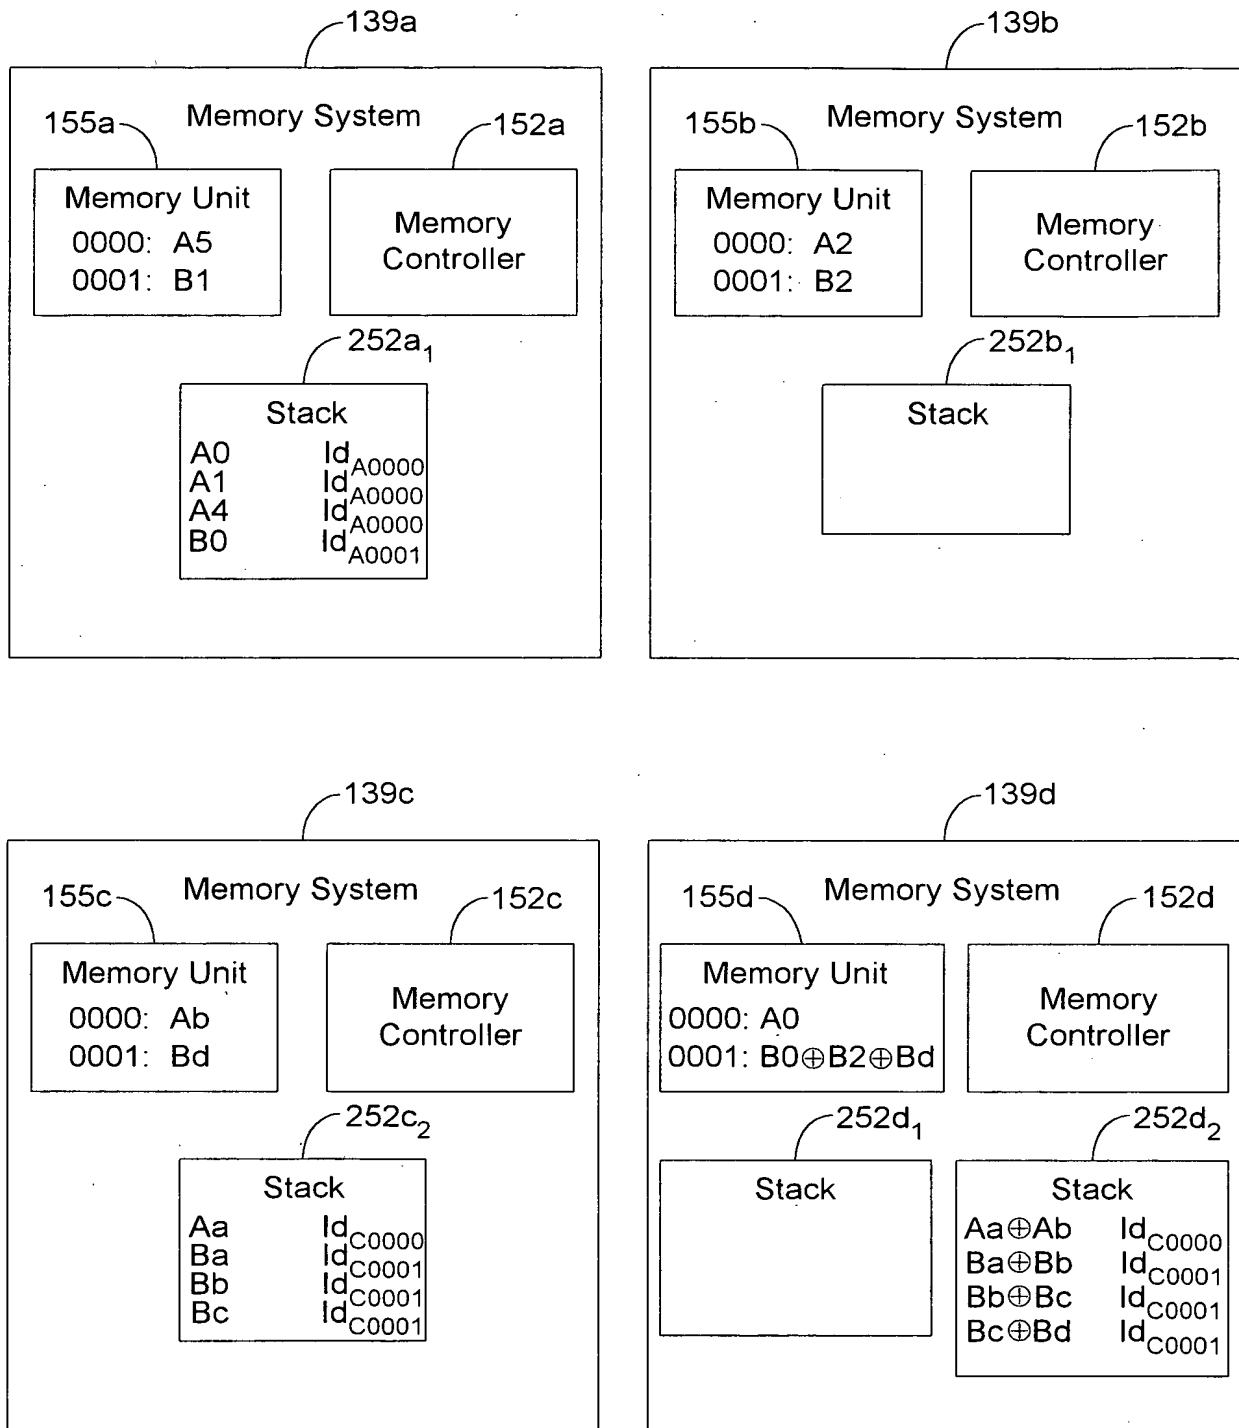 139a
Memory System
155a
152a
Memory Unit
0000: A5
0001: B1
Memory
Controller
252a1
Stack
A0 IdA0000
A1 IdA0000
A4 IdA0000
B0 IdA0001
139b
Memory System
155b
152b
Memory Unit
0000: A2
0001: B2
Memory
Controller
252b1
Stack
139c
Memory System
155c
152c
Memory Unit
0000: Ab
0001: Bd
Memory
Controller
252c2
Stack
Aa IdC0000
Ba IdC0001
Bb IdC0001
Bc IdC0001
139d
Memory System
155d
152d
Memory Unit
0000: A0
0001: B0⊕B2⊕Bd
Memory
Controller
252d1
Stack
252d2
Stack
Aa⊕Ab IdC0000
Ba⊕Bb IdC0001
Bb⊕Bc IdC0001
Bc⊕Bd IdC0001